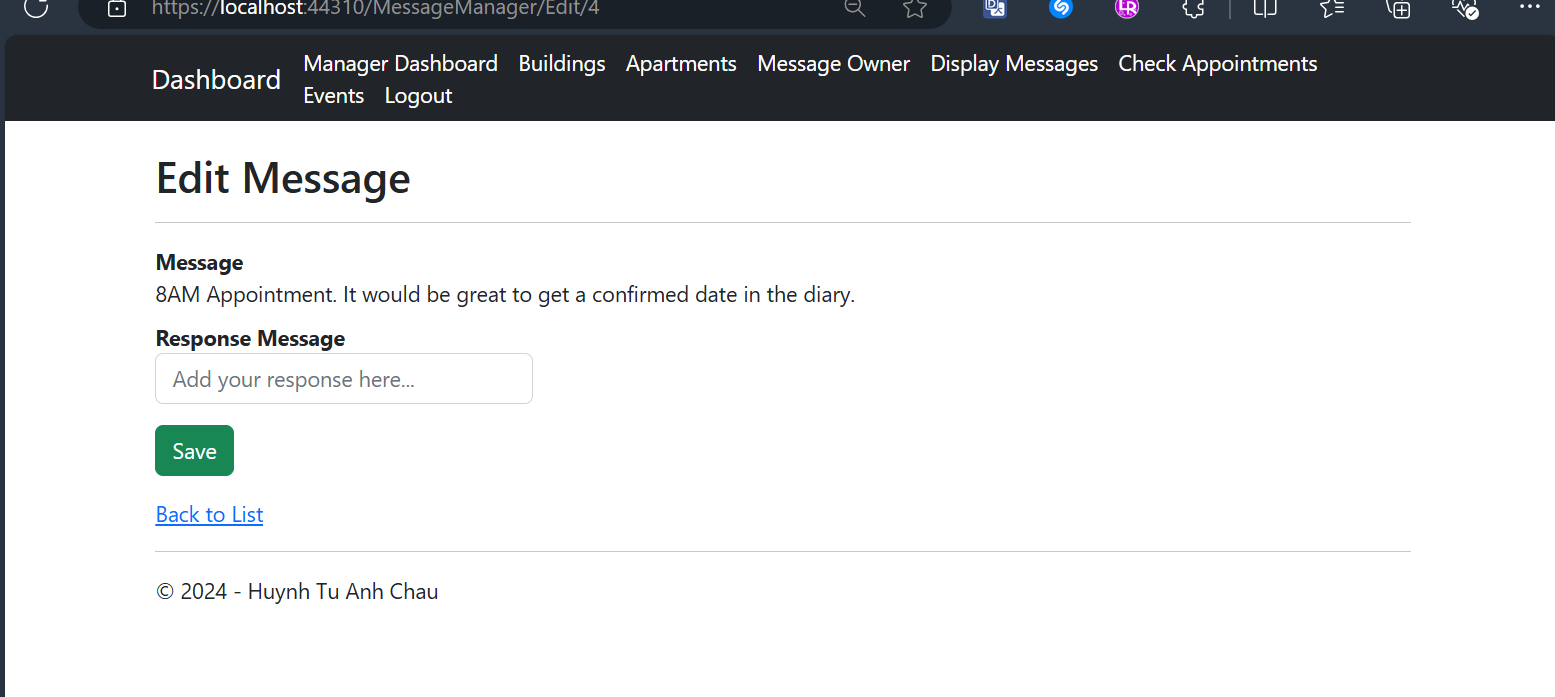 https://localhost:44310/MessageManager/Edit/4
Dashboard
Manager Dashboard Buildings Apartments Message Owner Display Messages Check Appointments
Events Logout
Edit Message
Message
8AM Appointment. It would be great to get a confirmed date in the diary.
Response Message
Add your response here...
Save
Back to List
© 2024 - Huynh Tu Anh Chau